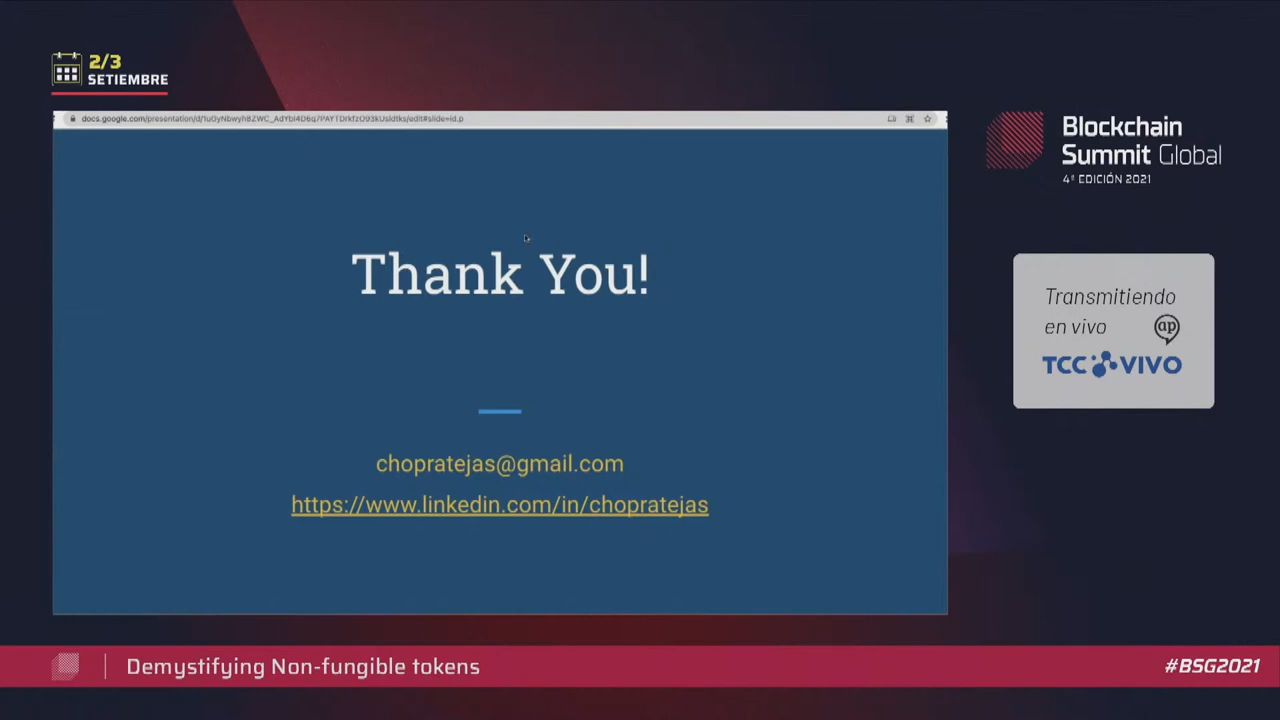 2/3
SETIEMBRE
Blockchain
Summit Global
4ª EDICIÓN 2021
Thank You!
chopratejas@gmail.com
https://www.linkedin.com/in/chopratejas
Transmitiendo
en vivo
ap
TCC VIVO
Demystifying Non-fungible tokens
#BSG2021